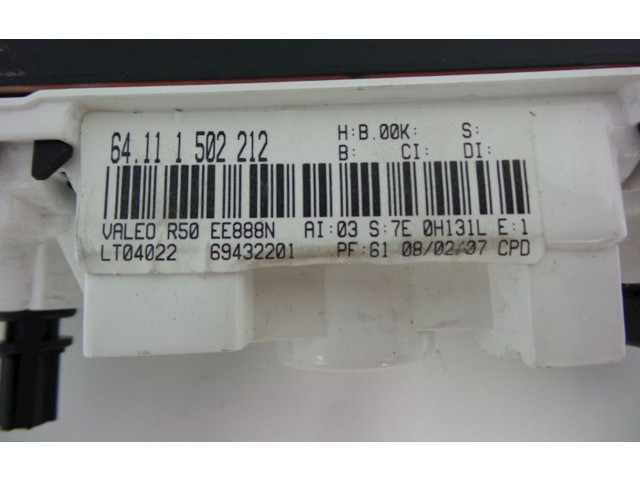 64.11 1 502 212 H:B.00K: S:
B: CI: DI:
VALEO R50 EE888N AI:03 S:7E 0H131L E:1
LT04022 69432201 PF:61 08/02/07 CPD